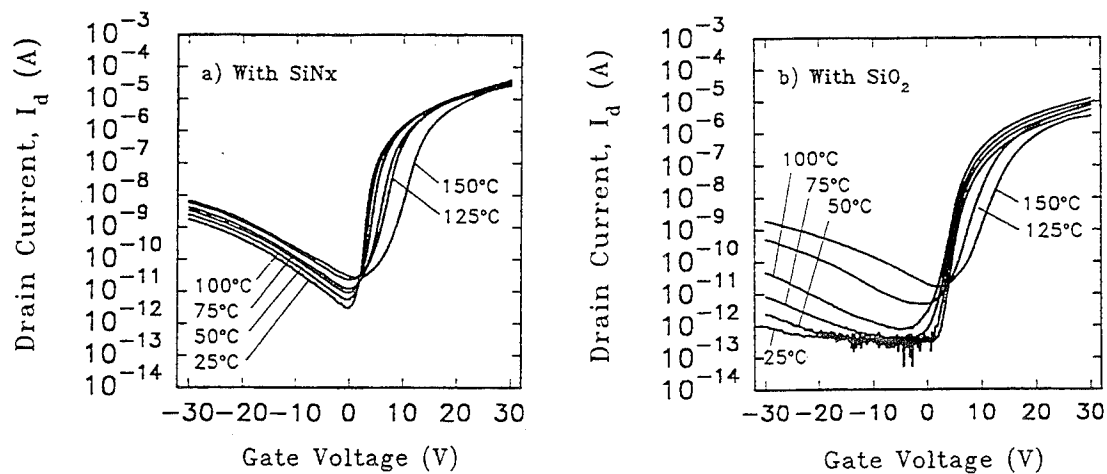 Drain Current, I_d (A)
10^-3
10^-4
10^-5
10^-6
10^-7
10^-8
10^-9
10^-10
10^-11
10^-12
10^-13
10^-14
a) With SiNx
150°C
125°C
100°C
75°C
50°C
25°C
-30 -20 -10 0 10 20 30
Gate Voltage (V)
Drain Current, I_d (A)
10^-3
10^-4
10^-5
10^-6
10^-7
10^-8
10^-9
10^-10
10^-11
10^-12
10^-13
10^-14
b) With SiO₂
100°C
75°C
50°C
150°C
125°C
25°C
-30 -20 -10 0 10 20 30
Gate Voltage (V)